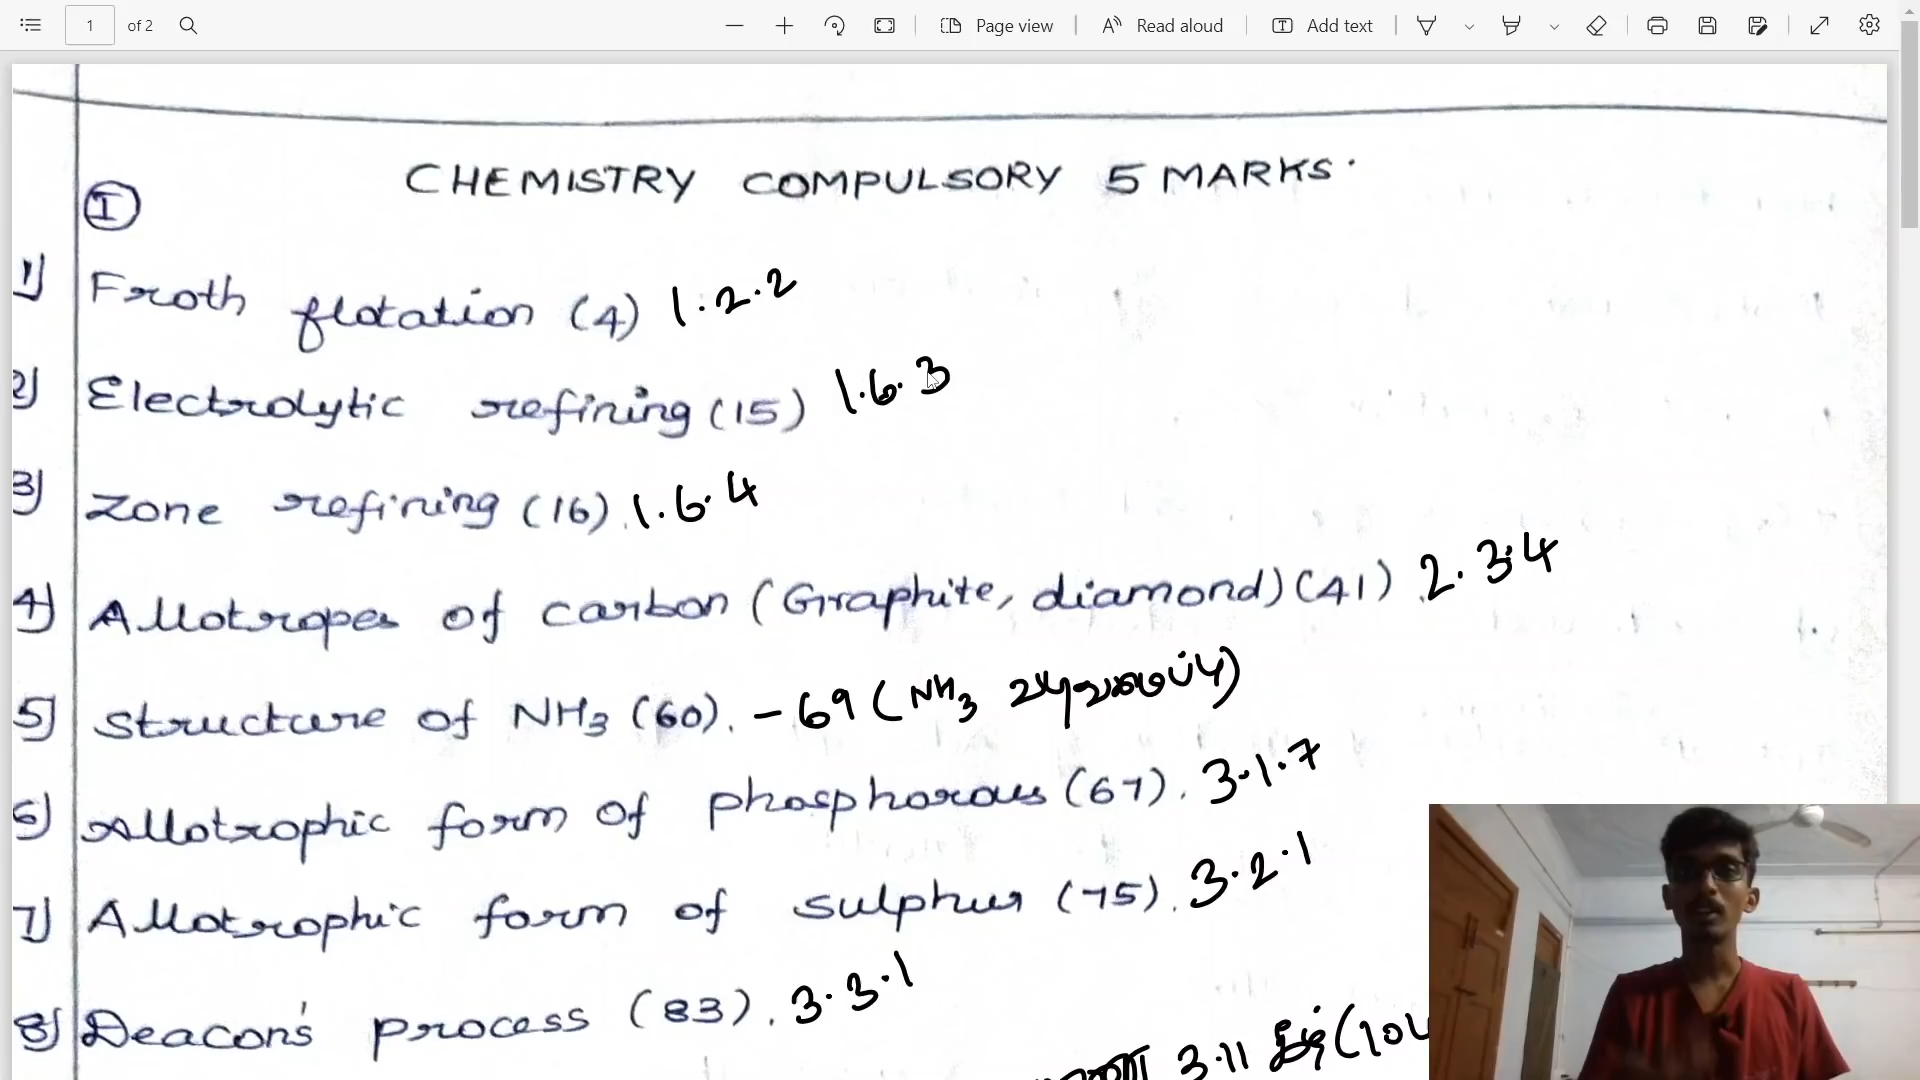 1 of 2 Page view Read aloud Add text
CHEMISTRY COMPULSORY 5 MARKS.
I
1) Froth flotation (4) 1.2.2
2) Electrolytic refining (15) 1.6.3
3) Zone refining (16). 1.6.4
4) Allotropes of carbon (Graphite, diamond) (41) 2.3.4
5) Structure of NH3 (60). - 69 (NH3
6) Allotrophic form of phosphorous (67). 3.1.7
7) Allotrophic form of sulphur (75). 3.2.1
8) Deacon's process (83). 3.3.1
3.11